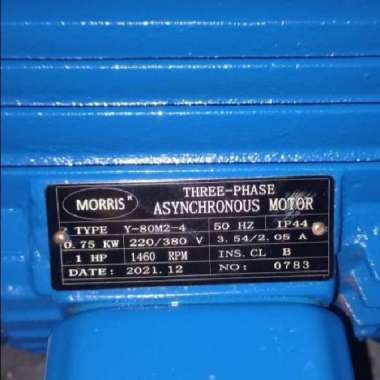 MORRIS R
THREE-PHASE
ASYNCHRONOUS MOTOR
TYPE Y-80M2-4 50 HZ IP44
0.75 KW 220/380 V 3.54/2.05 A
1 HP 1460 RPM INS.CL B
DATE: 2021.12 NO: 0783